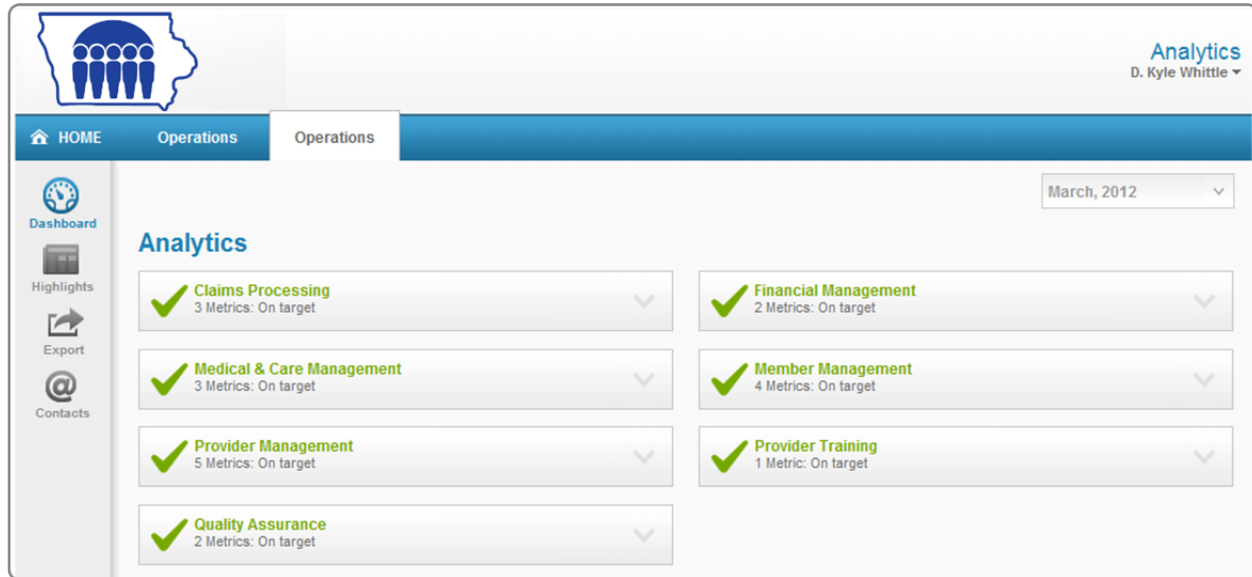 Analytics
D. Kyle Whittle
HOME
Operations
Operations
March, 2012
Dashboard
Highlights
Export
Contacts
Analytics
Claims Processing
3 Metrics: On target
Financial Management
2 Metrics: On target
Medical & Care Management
3 Metrics: On target
Member Management
4 Metrics: On target
Provider Management
5 Metrics: On target
Provider Training
1 Metric: On target
Quality Assurance
2 Metrics: On target